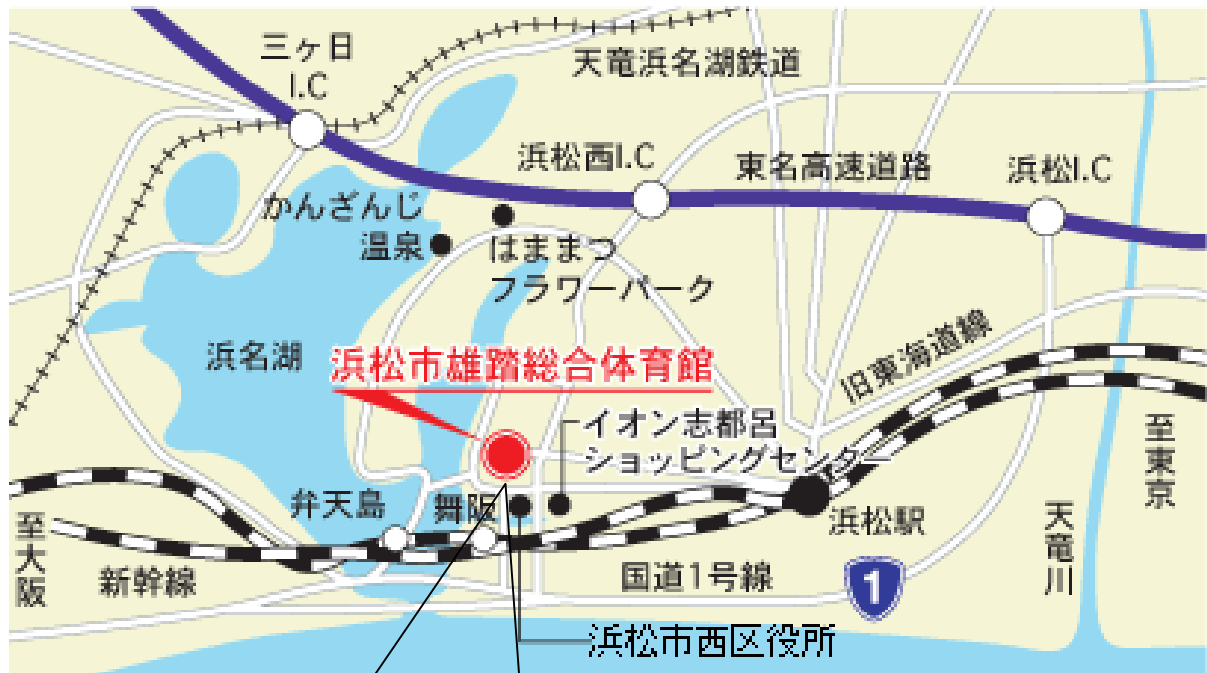 三ヶ日
I.C
天竜浜名湖鉄道
浜松西I.C
東名高速道路
浜松I.C
かんざんじ
温泉
はままつ
フラワーパーク
浜名湖
浜松市雄踏総合体育館
旧東海道線
イオン志都呂
ショッピングセンター
至東京
弁天島
舞阪
浜松駅
天竜川
至大阪
新幹線
国道1号線
1
浜松市西区役所